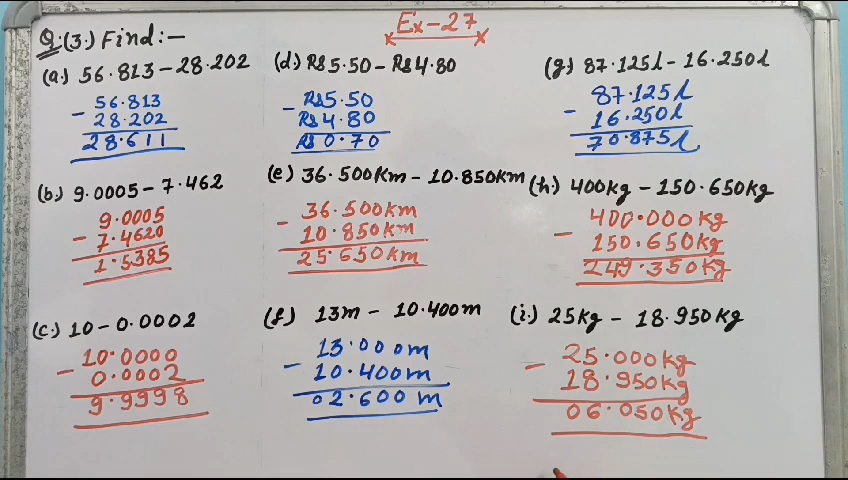 Ex-27
Q.(3.) Find:-
(a.) 56.813 - 28.202
- 56.813
28.202
28.611
(b.) 9.0005 - 7.462
9.0005
- 7.4620
1.5385
(c.) 10 - 0.0002
10.0000
- 0.0002
9.9998
(d.) Rs5.50 - Rs4.80
- Rs5.50
Rs4.80
Rs0.70
(e.) 36.500Km - 10.850Km
- 36.500km
10.850km
25.650km
(f.) 13m - 10.400m
13.000m
- 10.400m
02.600 m
(g.) 87.125l - 16.250l
87.125l
- 16.250l
70.875l
(h.) 400kg - 150.650kg
400.000kg
- 150.650kg
249.350kg
(i.) 25kg - 18.950kg
- 25.000kg
18.950kg
06.050kg